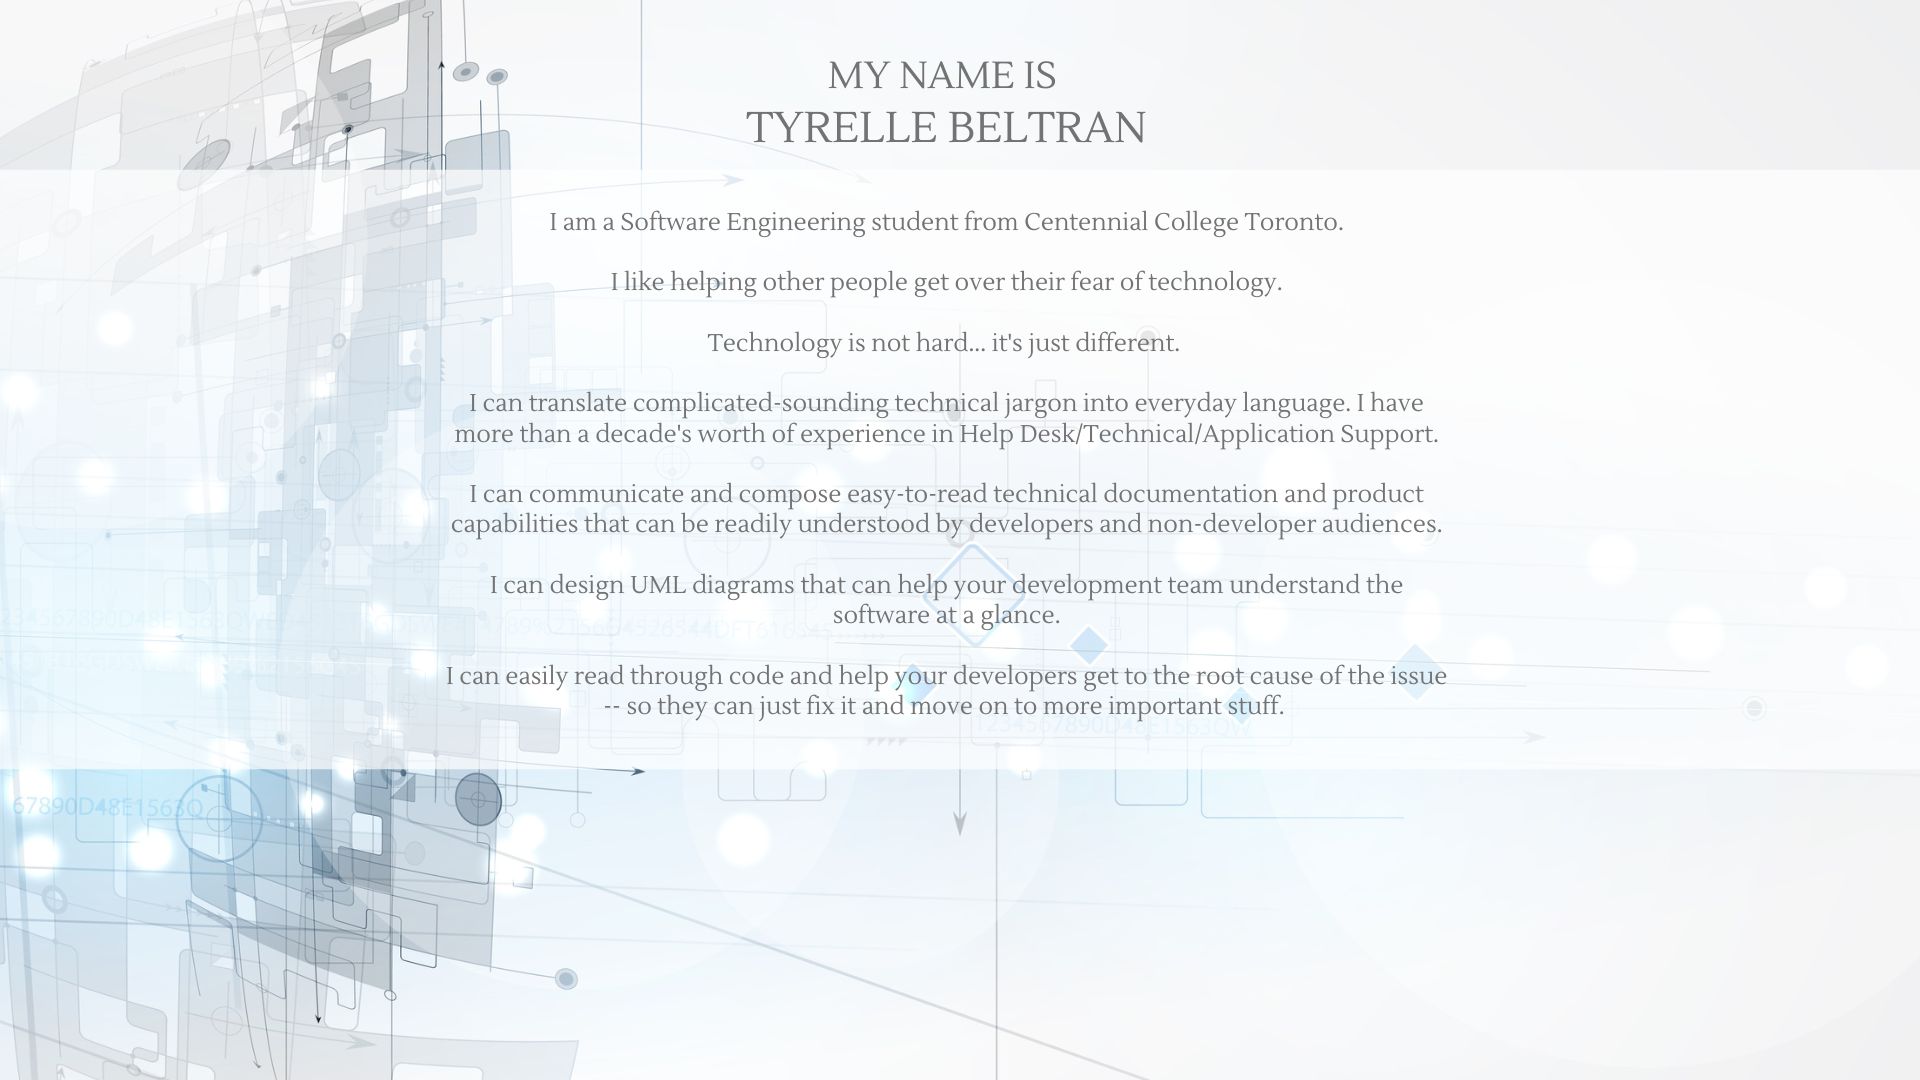 MY NAME IS
TYRELLE BELTRAN
I am a Software Engineering student from Centennial College Toronto.
I like helping other people get over their fear of technology.
Technology is not hard... it's just different.
I can translate complicated-sounding technical jargon into everyday language. I have
more than a decade's worth of experience in Help Desk/Technical/Application Support.
I can communicate and compose easy-to-read technical documentation and product
capabilities that can be readily understood by developers and non-developer audiences.
I can design UML diagrams that can help your development team understand the
software at a glance.
I can easily read through code and help your developers get to the root cause of the issue
-- so they can just fix it and move on to more important stuff.
1234567890D48E1563QW
67890D48E1563Q